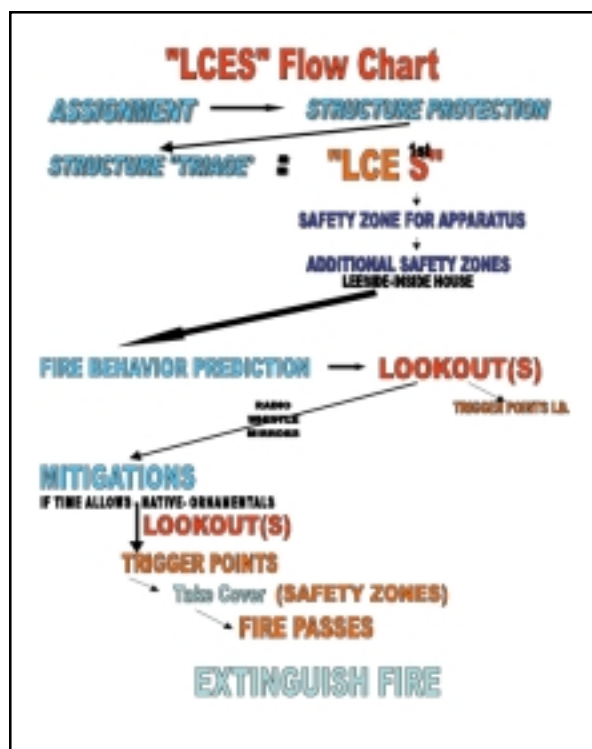 "LCES" Flow Chart
ASSIGNMENT STRUCTURE PROTECTION
STRUCTURE "TRIAGE" = "LCE S"
1st
SAFETY ZONE FOR APPARATUS
ADDITIONAL SAFETY ZONES
LEESIDE-INSIDE HOUSE
FIRE BEHAVIOR PREDICTION LOOKOUT(S)
TRIGGER POINTS I.D.
RADIO
WHISTLE
MIRRORS
MITIGATIONS
IF TIME ALLOWS NATIVE- ORNAMENTALS
LOOKOUT(S)
TRIGGER POINTS
Take Cover (SAFETY ZONES)
FIRE PASSES
EXTINGUISH FIRE